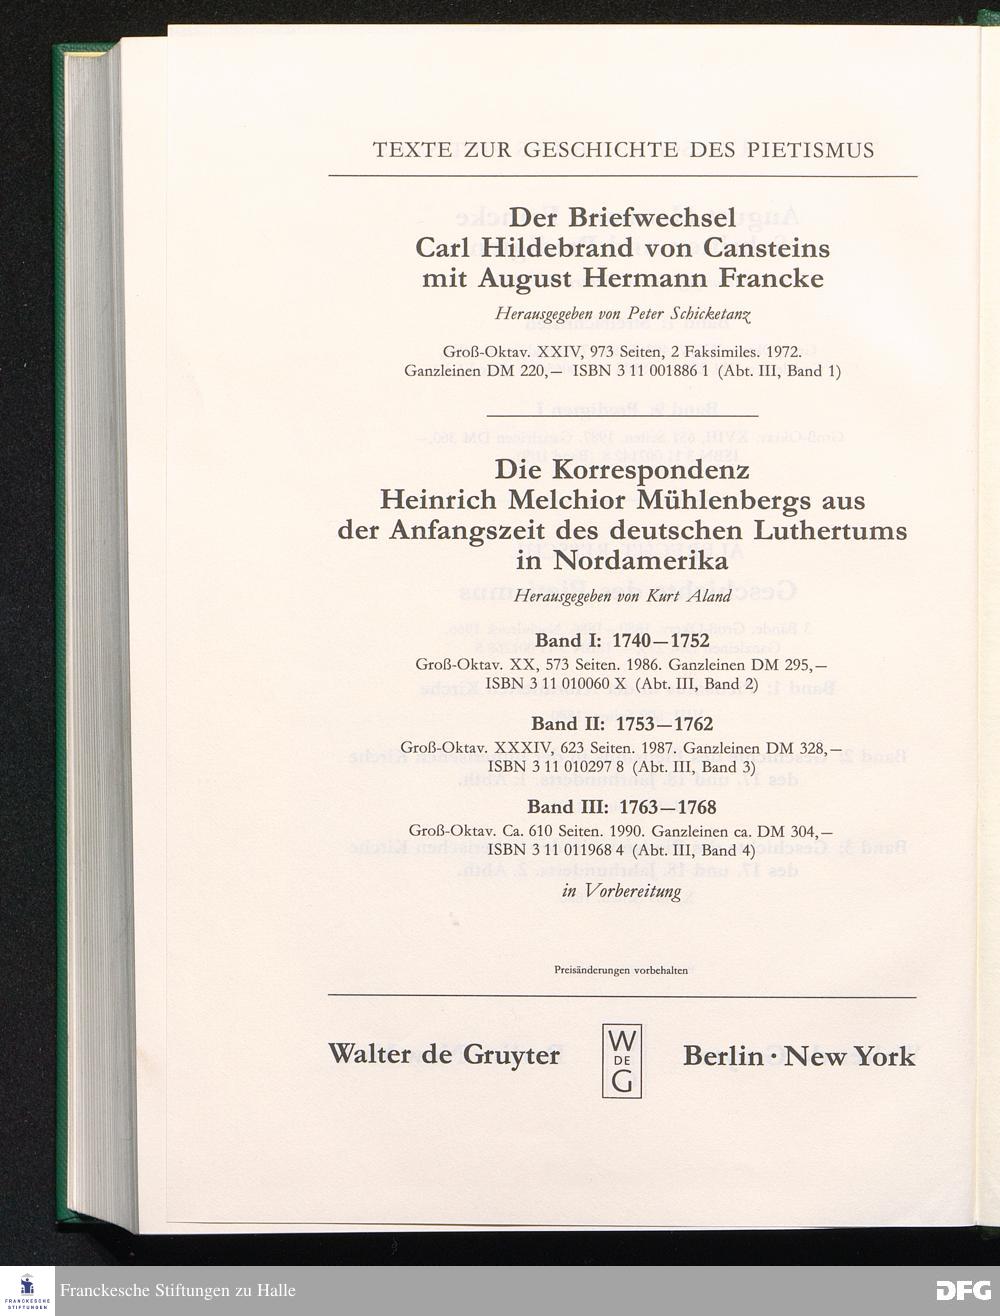 TEXTE ZUR GESCHICHTE DES PIETISMUS
Der Briefwechsel
Carl Hildebrand von Cansteins
mit August Hermann Francke
Herausgegeben von Peter Schicketanz
Groß-Oktav. XXIV, 973 Seiten, 2 Faksimiles. 1972.
Ganzleinen DM 220,— ISBN 3 11 001886 1 (Abt. III, Band 1)
Die Korrespondenz
Heinrich Melchior Mühlenbergs aus
der Anfangszeit des deutschen Luthertums
in Nordamerika
Herausgegeben von Kurt Aland
Band I: 1740—1752
Groß-Oktav. XX, 573 Seiten. 1986. Ganzleinen DM 295,—
ISBN 3 11 010060 X (Abt. III, Band 2)
Band II: 1753—1762
Groß-Oktav. XXXIV, 623 Seiten. 1987. Ganzleinen DM 328,—
ISBN 3 11 010297 8 (Abt. III, Band 3)
Band III: 1763—1768
Groß-Oktav. Ca. 610 Seiten. 1990. Ganzleinen ca. DM 304,—
ISBN 3 11 011968 4 (Abt. III, Band 4)
in Vorbereitung
Preisänderungen vorbehalten
Walter de Gruyter
W
DE
G
Berlin · New York
FRANCKESCHE
STIFTUNGEN
Franckesche Stiftungen zu Halle
DFG